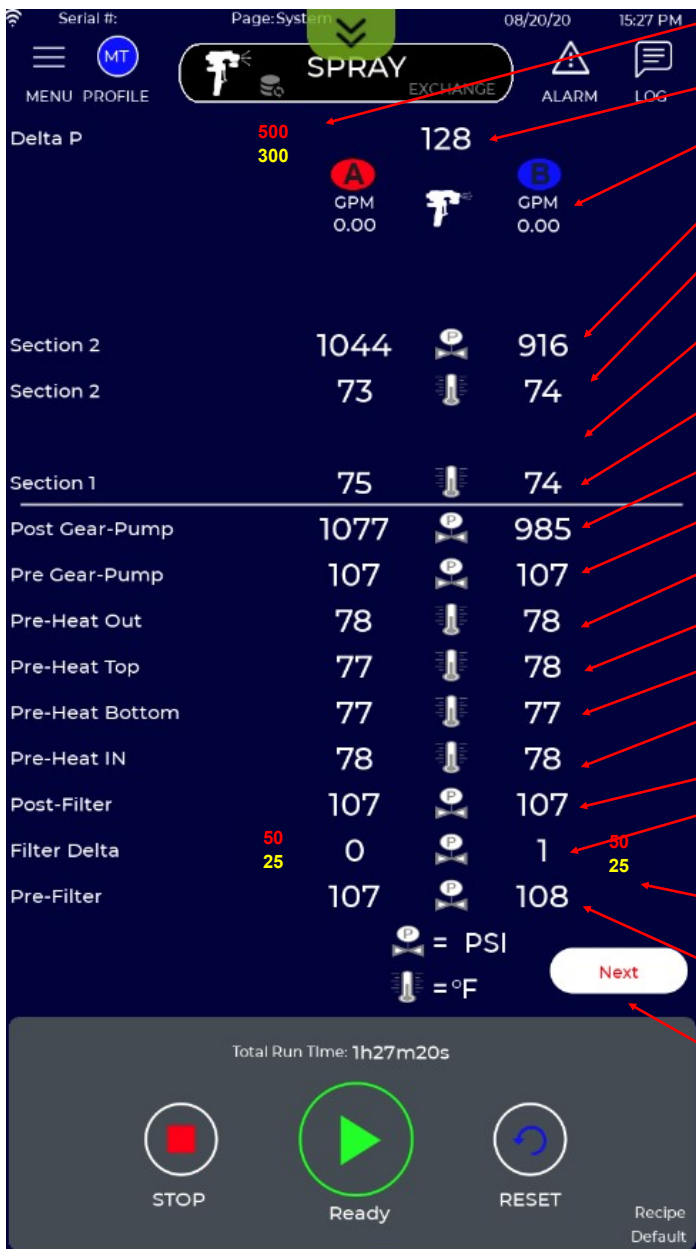 Serial #: Page:System 08/20/20 15:27 PM
MT SPRAY
MENU PROFILE EXCHANGE ALARM LOG
Delta P 500 128
300
A B
GPM GPM
0.00 0.00
Section 2 1044 P 916
Section 2 73 74
Section 1 75 74
Post Gear-Pump 1077 P 985
Pre Gear-Pump 107 P 107
Pre-Heat Out 78 78
Pre-Heat Top 77 78
Pre-Heat Bottom 77 77
Pre-Heat IN 78 78
Post-Filter 107 P 107
Filter Delta 50 0 P 1 50
25 25
Pre-Filter 107 P 108
P = PSI
= °F
Next
Total Run TIme: 1h27m20s
STOP Ready RESET
Recipe
Default